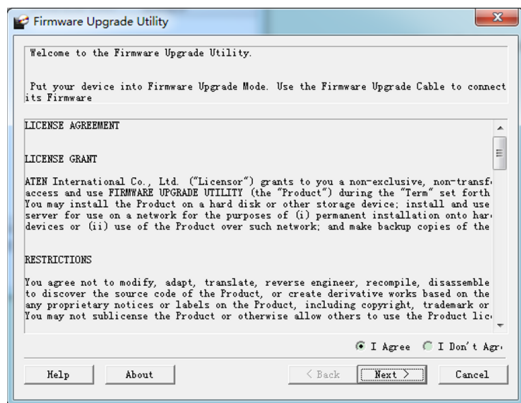 Firmware Upgrade Utility
Welcome to the Firmware Upgrade Utility.
Put your device into Firmware Upgrade Mode. Use the Firmware Upgrade Cable to connect
its Firmware
LICENSE AGREEMENT
LICENSE GRANT
ATEN International Co., Ltd. ("Licensor") grants to you a non-exclusive,
access and use FIRMWARE UPGRADE UTILITY (the "Product") during the "Term" set forth
You may install the Product on a hard disk or other storage device; install and use
server for use on a network for the purposes of (i) permanent installation onto
devices or (ii) use of the Product over such network; and make backup copies of the
RESTRICTIONS
You agree not to modify, adapt, translate, reverse engineer, recompile, disassemble
to discover the source code of the Product, or create derivative works based on the
any proprietary notices or labels on the Product, including copyright, trademark or
You may not sublicense the Product or otherwise allow others to use the Product
I Agree I Don't Agr
Help About < Back Next > Cancel